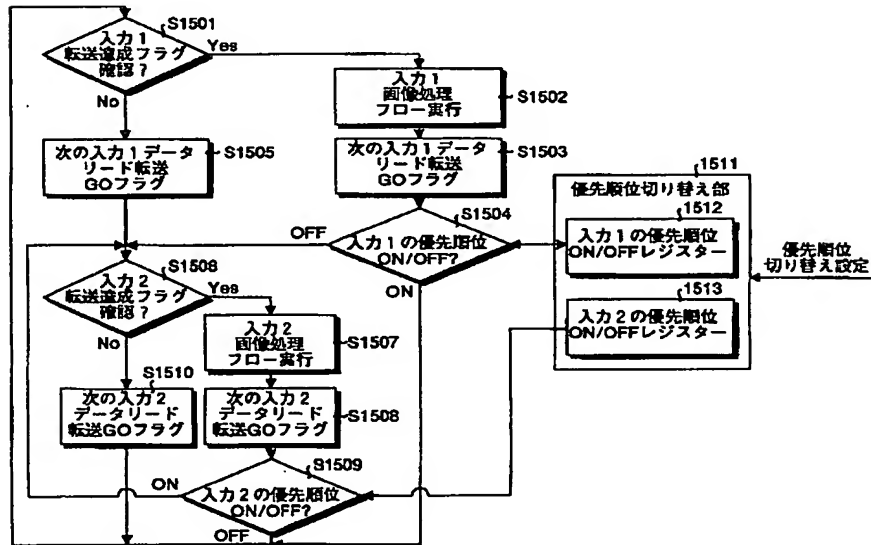 S1501
入力1
転送達成フラグ
確認?
Yes
No
入力1
画像処理
フロー実行
S1502
次の入力1データ
リード転送
GOフラグ
S1505
次の入力1データ
リード転送
GOフラグ
S1503
S1504
入力1の優先順位
ON/OFF?
OFF
ON
1511
優先順位切り替え部
1512
入力1の優先順位
ON/OFFレジスター
1513
入力2の優先順位
ON/OFFレジスター
優先順位
切り替え設定
S1508
入力2
転送達成フラグ
確認?
Yes
No
入力2
画像処理
フロー実行
S1507
S1510
次の入力2
データリード
転送GOフラグ
次の入力2
データリード
転送GOフラグ
S1508
S1509
入力2の優先順位
ON/OFF?
ON
OFF